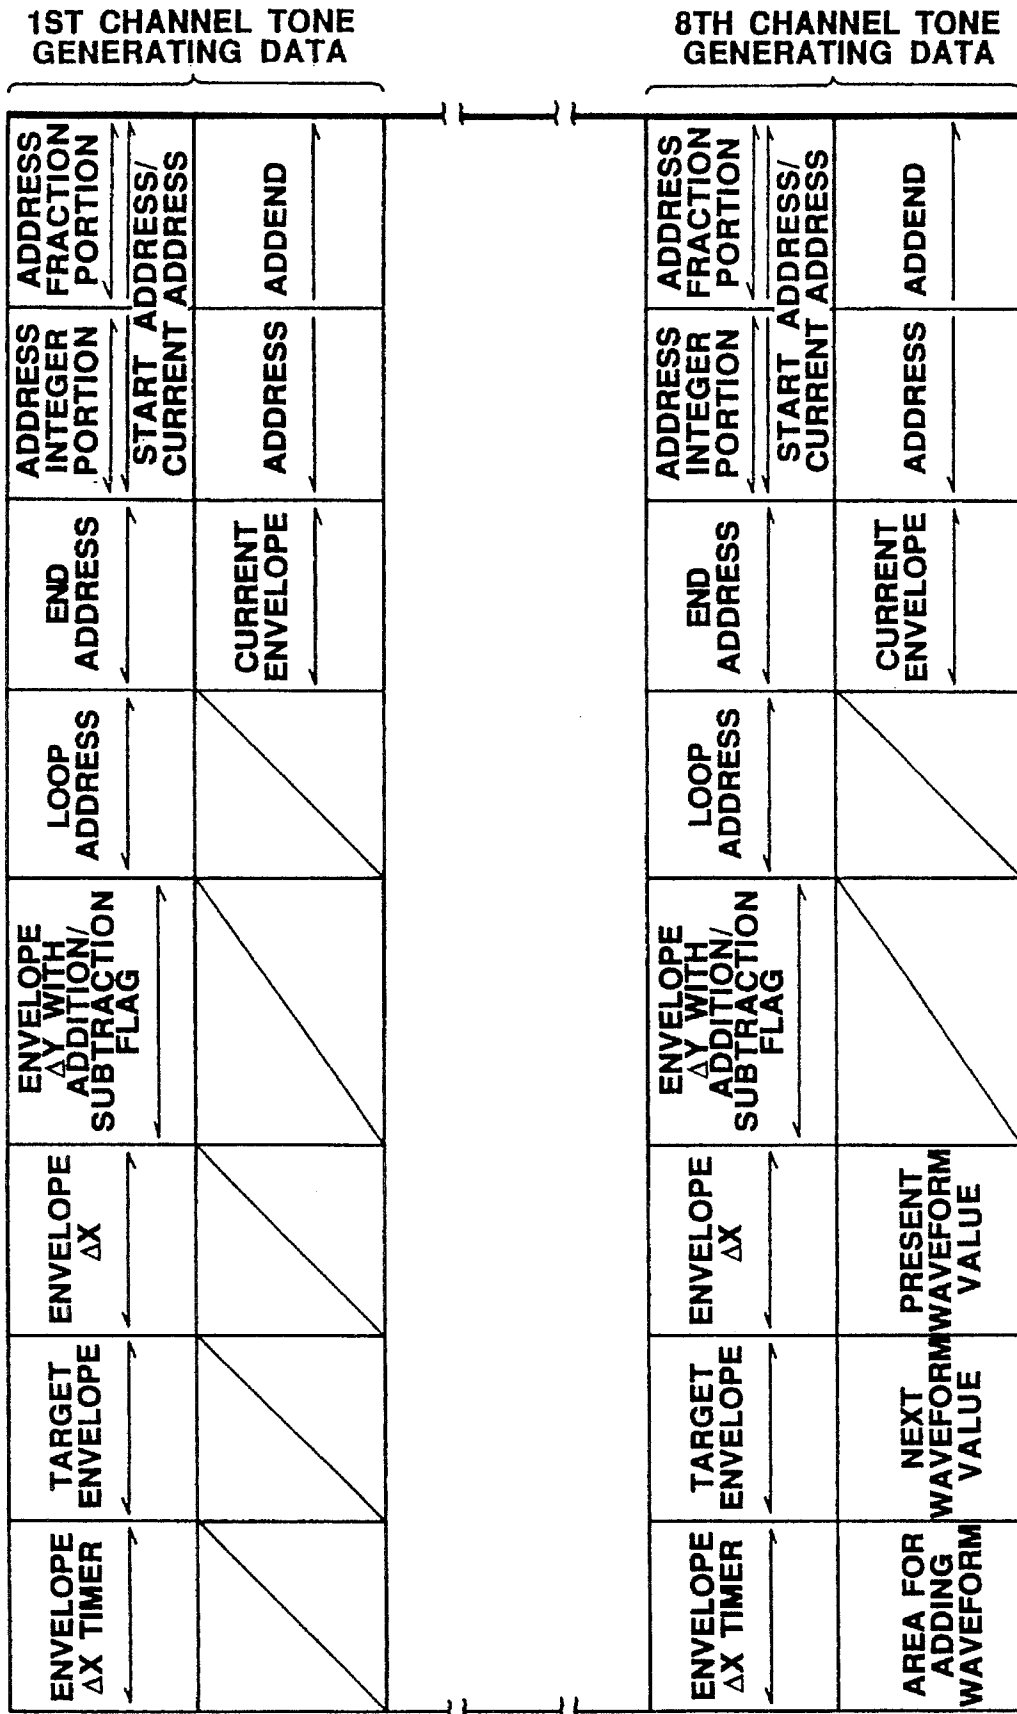 1ST CHANNEL TONE
GENERATING DATA
ENVELOPE
ΔX TIMER
TARGET
ENVELOPE
ENVELOPE
ΔX
ENVELOPE
ΔY WITH
ADDITION/
SUBTRACTION
FLAG
LOOP
ADDRESS
END
ADDRESS
ADDRESS
INTEGER
PORTION
ADDRESS
FRACTION
PORTION
START ADDRESS/
CURRENT ADDRESS
CURRENT
ENVELOPE
ADDRESS
ADDEND
8TH CHANNEL TONE
GENERATING DATA
ENVELOPE
ΔX TIMER
TARGET
ENVELOPE
ENVELOPE
ΔX
ENVELOPE
ΔY WITH
ADDITION/
SUBTRACTION
FLAG
LOOP
ADDRESS
END
ADDRESS
ADDRESS
INTEGER
PORTION
ADDRESS
FRACTION
PORTION
START ADDRESS/
CURRENT ADDRESS
AREA FOR
ADDING
WAVEFORM
NEXT
WAVEFORM
VALUE
PRESENT
WAVEFORM
VALUE
CURRENT
ENVELOPE
ADDRESS
ADDEND